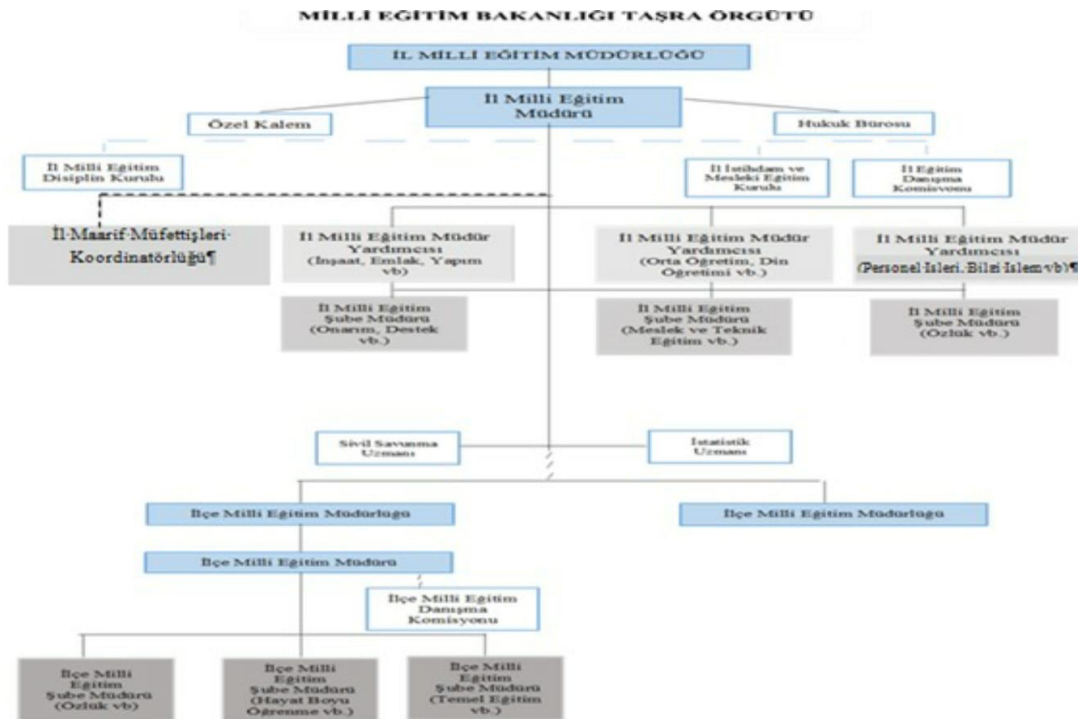 MİLLİ EĞİTİM BAKANLIĞI TAŞRA ÖRGÜTÜ
İL MİLLİ EĞİTİM MÜDÜRLÜĞÜ
İl Milli Eğitim
Müdürü
Özel Kalem
Hukuk Bürosu
İl Milli Eğitim
Disiplin Kurulu
İl İstihdam ve
Mesleki Eğitim
Kurulu
İl Eğitim
Danışma
Komisyonu
İl·Maarif·Müfettişleri·
Koordinatörlüğü¶
İl Milli Eğitim Müdür
Yardımcısı
(İnşaat, Emlak, Yapım
vb)
İl Milli Eğitim Müdür
Yardımcısı
(Orta Öğretim, Din
Öğretimi vb.)
İl Milli Eğitim Müdür
Yardımcısı
(Personel·İşleri,·Bilgi·İşlem·vb)¶
İl Milli Eğitim
Şube Müdürü
(Onarım, Destek
vb.)
İl Milli Eğitim
Şube Müdürü
(Meslek ve Teknik
Eğitim vb.)
İl Milli Eğitim
Şube Müdürü
(Özlük vb.)
Sivil Savunma
Uzmanı
İstatistik
Uzmanı
İlçe Milli Eğitim Müdürlüğü
İlçe Milli Eğitim Müdürlüğü
İlçe Milli Eğitim Müdürü
İlçe Milli Eğitim
Danışma
Komisyonu
İlçe Milli
Eğitim
Şube Müdürü
(Özlük vb)
İlçe Milli
Eğitim
Şube Müdürü
(Hayat Boyu
Öğrenme vb.)
İlçe Milli
Eğitim
Şube Müdürü
(Temel Eğitim
vb.)